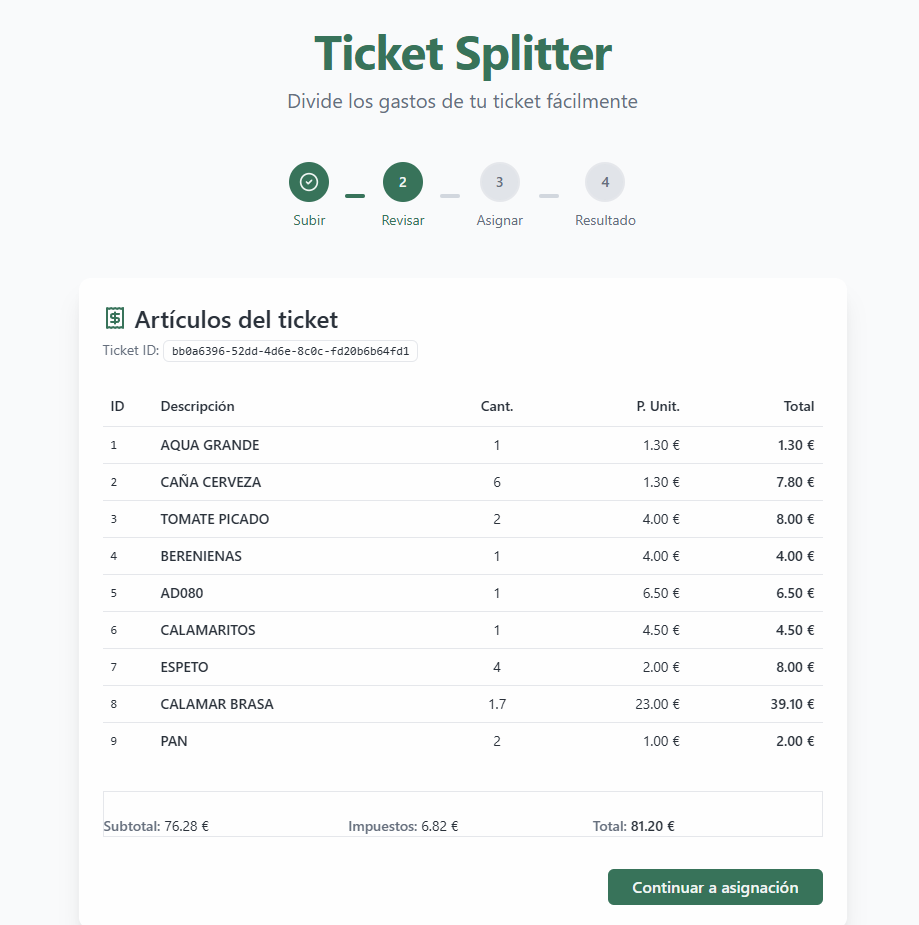 Ticket Splitter
Divide los gastos de tu ticket fácilmente
2 3 4
Subir Revisar Asignar Resultado
Artículos del ticket
Ticket ID: bb0a6396-52dd-4d6e-8c0c-fd20b6b64fd1
ID Descripción Cant. P. Unit. Total
1 AQUA GRANDE 1 1.30 € 1.30 €
2 CAÑA CERVEZA 6 1.30 € 7.80 €
3 TOMATE PICADO 2 4.00 € 8.00 €
4 BERENIENAS 1 4.00 € 4.00 €
5 AD080 1 6.50 € 6.50 €
6 CALAMARITOS 1 4.50 € 4.50 €
7 ESPETO 4 2.00 € 8.00 €
8 CALAMAR BRASA 1.7 23.00 € 39.10 €
9 PAN 2 1.00 € 2.00 €
Subtotal: 76.28 € Impuestos: 6.82 € Total: 81.20 €
Continuar a asignación